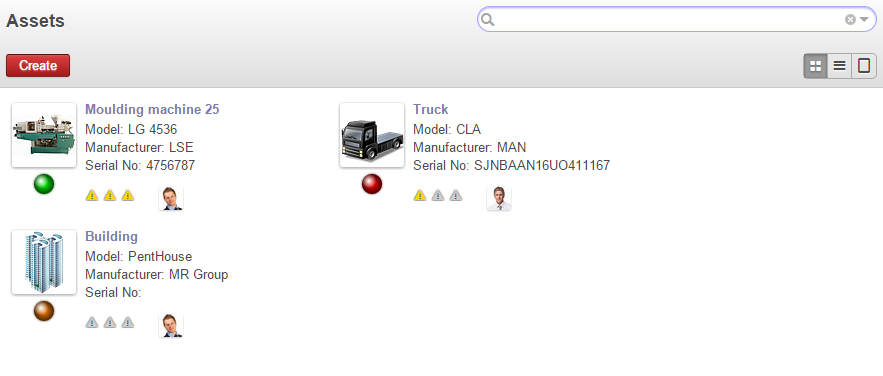 Assets
Create
Moulding machine 25
Model: LG 4536
Manufacturer: LSE
Serial No: 4756787
Truck
Model: CLA
Manufacturer: MAN
Serial No: SJNBAAN16UO411167
Building
Model: PentHouse
Manufacturer: MR Group
Serial No: